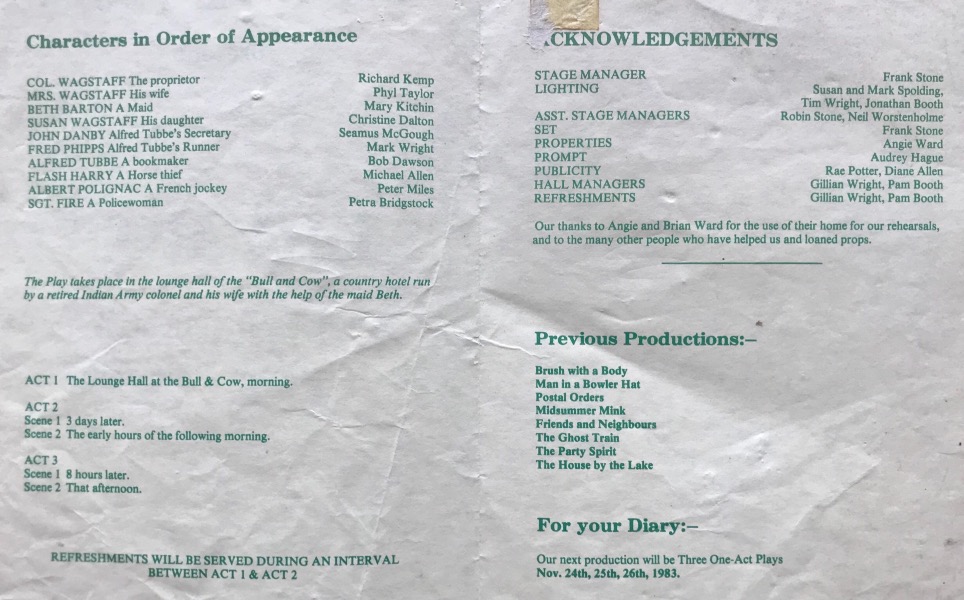 Characters in Order of Appearance
COL. WAGSTAFF The proprietor Richard Kemp
MRS. WAGSTAFF His wife Phyl Taylor
BETH BARTON A Maid Mary Kitchin
SUSAN WAGSTAFF His daughter Christine Dalton
JOHN DANBY Alfred Tubbe's Secretary Seamus McGough
FRED PHIPPS Alfred Tubbe's Runner Mark Wright
ALFRED TUBBE A bookmaker Bob Dawson
FLASH HARRY A Horse thief Michael Allen
ALBERT POLIGNAC A French jockey Peter Miles
SGT. FIRE A Policewoman Petra Bridgstock
The Play takes place in the lounge hall of the "Bull and Cow", a country hotel run
by a retired Indian Army colonel and his wife with the help of the maid Beth.
ACT 1 The Lounge Hall at the Bull & Cow, morning.
ACT 2
Scene 1 3 days later.
Scene 2 The early hours of the following morning.
ACT 3
Scene 1 8 hours later.
Scene 2 That afternoon.
REFRESHMENTS WILL BE SERVED DURING AN INTERVAL
BETWEEN ACT 1 & ACT 2
ACKNOWLEDGEMENTS
STAGE MANAGER Frank Stone
LIGHTING Susan and Mark Spolding,
Tim Wright, Jonathan Booth
ASST. STAGE MANAGERS Robin Stone, Neil Worstenholme
SET Frank Stone
PROPERTIES Angie Ward
PROMPT Audrey Hague
PUBLICITY Rae Potter, Diane Allen
HALL MANAGERS Gillian Wright, Pam Booth
REFRESHMENTS Gillian Wright, Pam Booth
Our thanks to Angie and Brian Ward for the use of their home for our rehearsals,
and to the many other people who have helped us and loaned props.
Previous Productions:—
Brush with a Body
Man in a Bowler Hat
Postal Orders
Midsummer Mink
Friends and Neighbours
The Ghost Train
The Party Spirit
The House by the Lake
For your Diary:—
Our next production will be Three One-Act Plays
Nov. 24th, 25th, 26th, 1983.